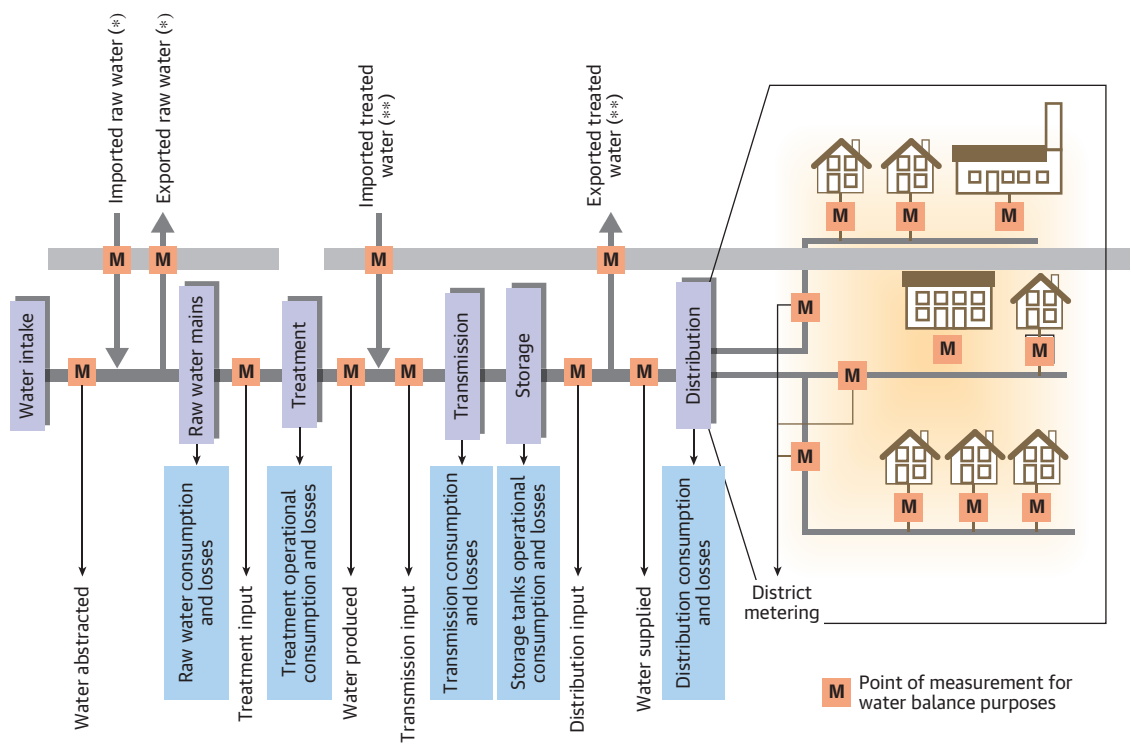 Imported raw water (*)
Exported raw water (*)
Imported treated
water (**)
Exported treated
water (**)
M
M
M
M
Water intake
Raw water mains
Treatment
Transmission
Storage
Distribution
M
M
M
M
M
M
Water abstracted
Raw water consumption
and losses
Treatment input
Treatment operational
consumption and losses
Water produced
Transmission input
Transmission consumption
and losses
Storage tanks operational
consumption and losses
Distribution input
Water supplied
Distribution consumption
and losses
M
M
M
M
M
M
M
M
M
M
M
District
metering
M
Point of measurement for
water balance purposes